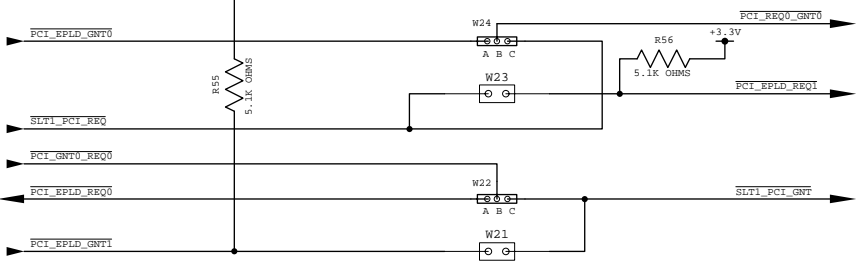 PCI_REQ0_GNT0
W24
PCI_EPLD_GNT0
R56
+3.3V
A B C
5.1K OHMS
R55
5.1K OHMS
W23
PCI_EPLD_REQ1
SLT1_PCI_REQ
PCI_GNT0_REQ0
W22
PCI_EPLD_REQ0
SLT1_PCI_GNT
A B C
W21
PCI_EPLD_GNT1